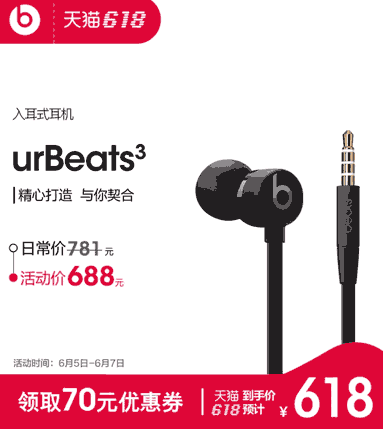 天猫618
入耳式耳机
urBeats³
精心打造 与你契合
日常价781元
活动价688元
beats
活动时间：6月5日-6月7日
领取70元优惠券
天猫 到手价
618 预计
¥618